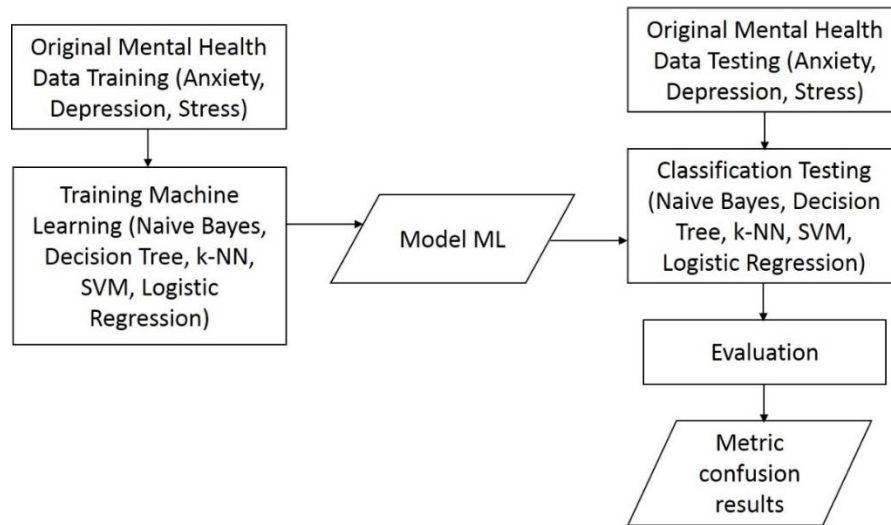 Original Mental Health
Data Training (Anxiety,
Depression, Stress)
Training Machine
Learning (Naive Bayes,
Decision Tree, k-NN,
SVM, Logistic
Regression)
Model ML
Original Mental Health
Data Testing (Anxiety,
Depression, Stress)
Classification Testing
(Naive Bayes, Decision
Tree, k-NN, SVM,
Logistic Regression)
Evaluation
Metric
confusion
results